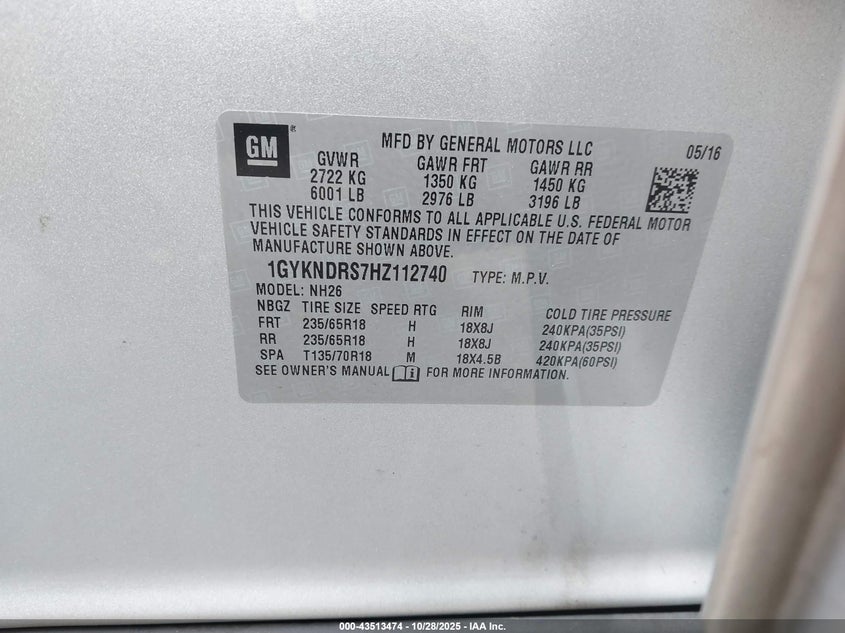 GM
MFD BY GENERAL MOTORS LLC 05/16
GVWR GAWR FRT GAWR RR
2722 KG 1350 KG 1450 KG
6001 LB 2976 LB 3196 LB
THIS VEHICLE CONFORMS TO ALL APPLICABLE U.S. FEDERAL MOTOR
VEHICLE SAFETY STANDARDS IN EFFECT ON THE DATE OF
MANUFACTURE SHOWN ABOVE.
1GYKNDRS7HZ112740 TYPE: M.P.V.
MODEL: NH26
NBGZ TIRE SIZE SPEED RTG RIM COLD TIRE PRESSURE
FRT 235/65R18 H 18X8J 240KPA(35PSI)
RR 235/65R18 H 18X8J 240KPA(35PSI)
SPA T135/70R18 M 18X4.5B 420KPA(60PSI)
SEE OWNER'S MANUAL FOR MORE INFORMATION.
000-43513474 - 10/28/2025 - IAA Inc.